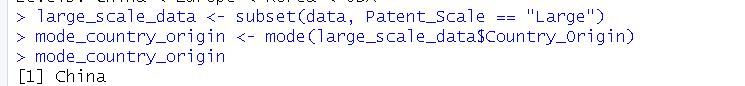 > large_scale_data <- subset(data, Patent_Scale == "Large")
> mode_country_origin <- mode(large_scale_data$Country_Origin)
> mode_country_origin
[1] China